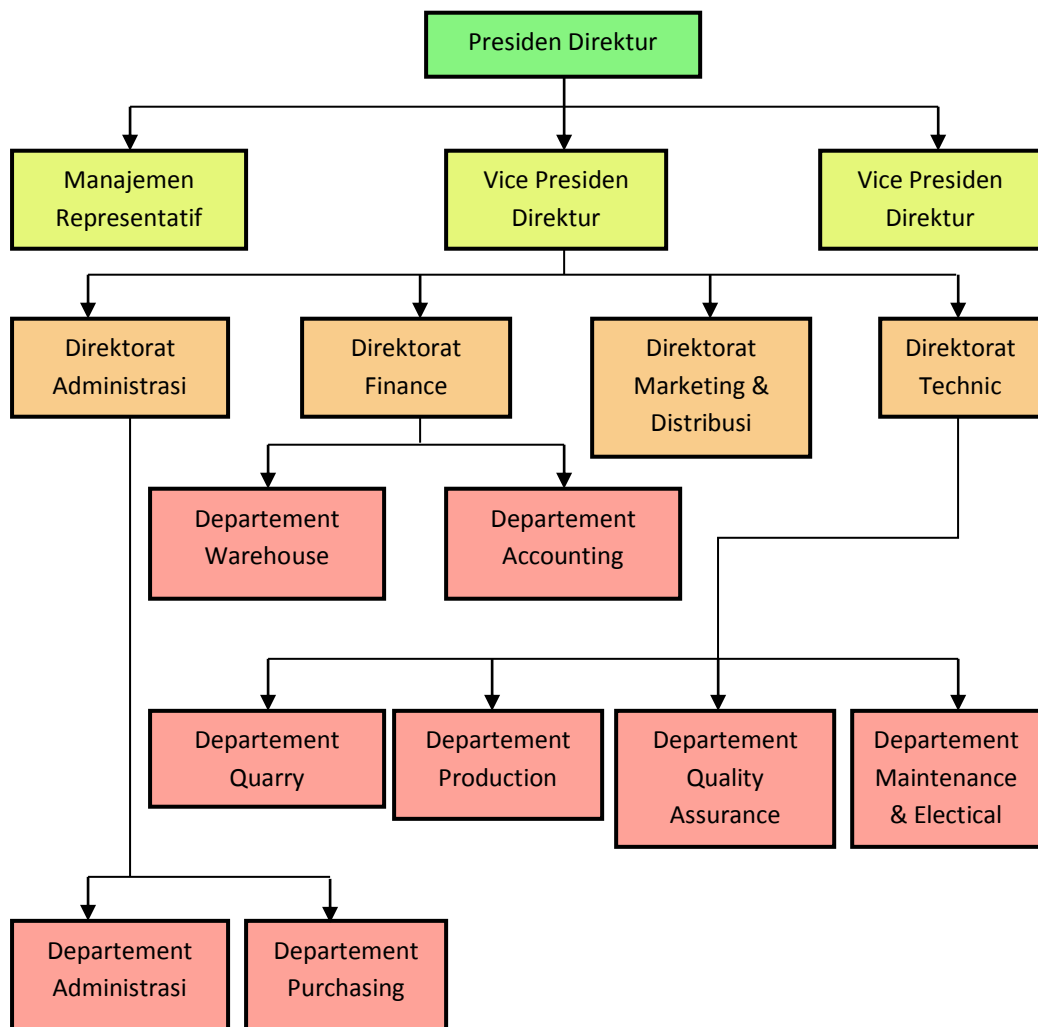 Presiden Direktur
Manajemen
Representatif
Vice Presiden
Direktur
Vice Presiden
Direktur
Direktorat
Administrasi
Direktorat
Finance
Direktorat
Marketing &
Distribusi
Direktorat
Technic
Departement
Warehouse
Departement
Accounting
Departement
Quarry
Departement
Production
Departement
Quality
Assurance
Departement
Maintenance
& Electical
Departement
Administrasi
Departement
Purchasing